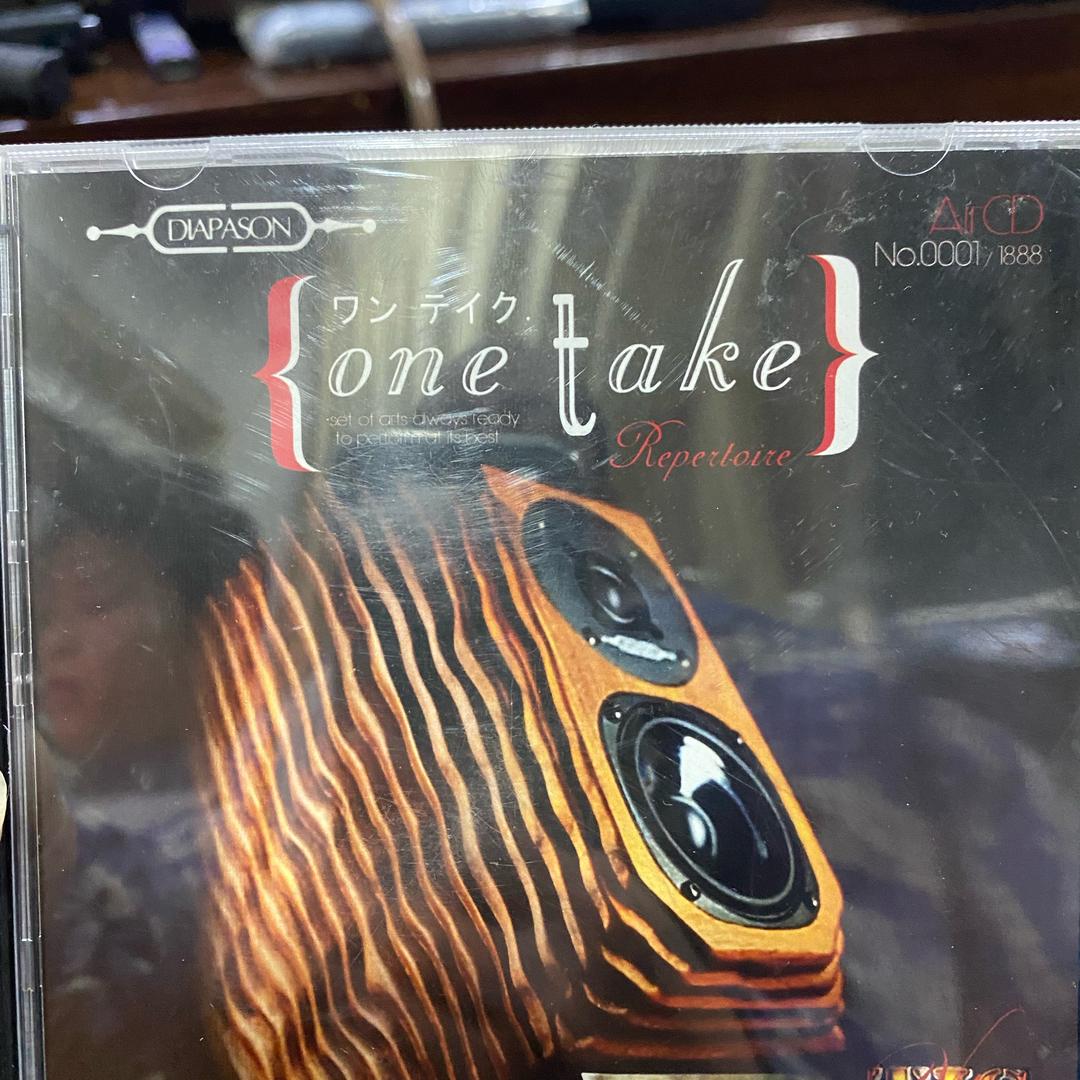 DIAPASON
Air CD
No.0001 / 1888
ワン テイク
one take
set of arts always ready
to perform at its best
Repertoire